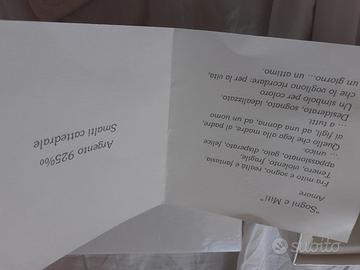 "Sogni e Miti"
Amore
Fra mito e sogno, realtà e fantasia.
Tenero, violento, fragile,
appassionato, gaio, disperato, felice
... unico.
Quello che lega alla madre, al padre,
ai figli, ad una donna, ad un uomo
... a tutti.
Desiderato, sognato, idealizzato.
Un simbolo per coloro
che lo vogliono ricordare: per la vita,
un giorno, ... un attimo.
Argento 925‰
Smalti cattedrale
subito